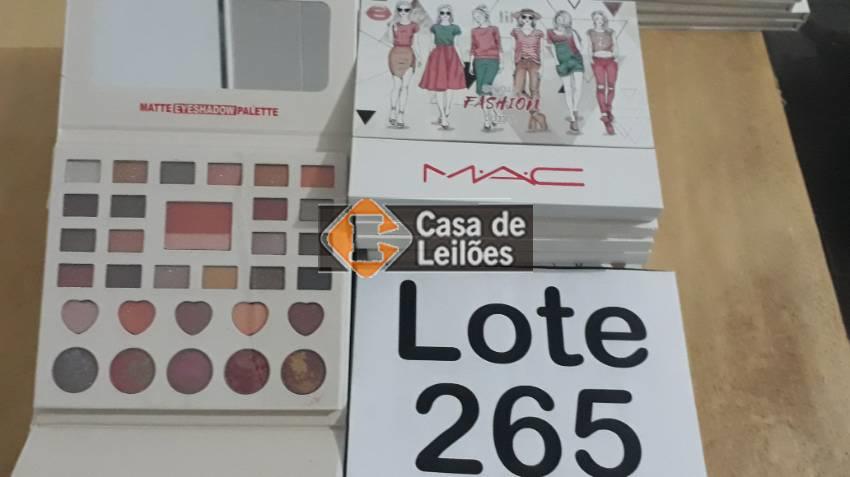 MATTE EYESHADOW PALETTE
FASHION
M·A·C
Casa de
Leilões
Lote
265